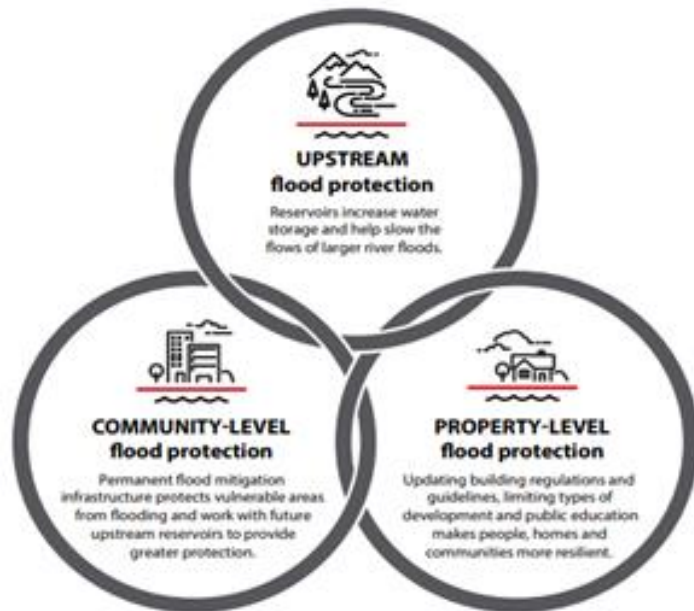 UPSTREAM
flood protection
Reservoirs increase water
storage and help slow the
flows of larger river floods.
COMMUNITY-LEVEL
flood protection
Permanent flood mitigation
infrastructure protects vulnerable areas
from flooding and work with future
upstream reservoirs to provide
greater protection.
PROPERTY-LEVEL
flood protection
Updating building regulations and
guidelines, limiting types of
development and public education
makes people, homes and
communities more resilient.